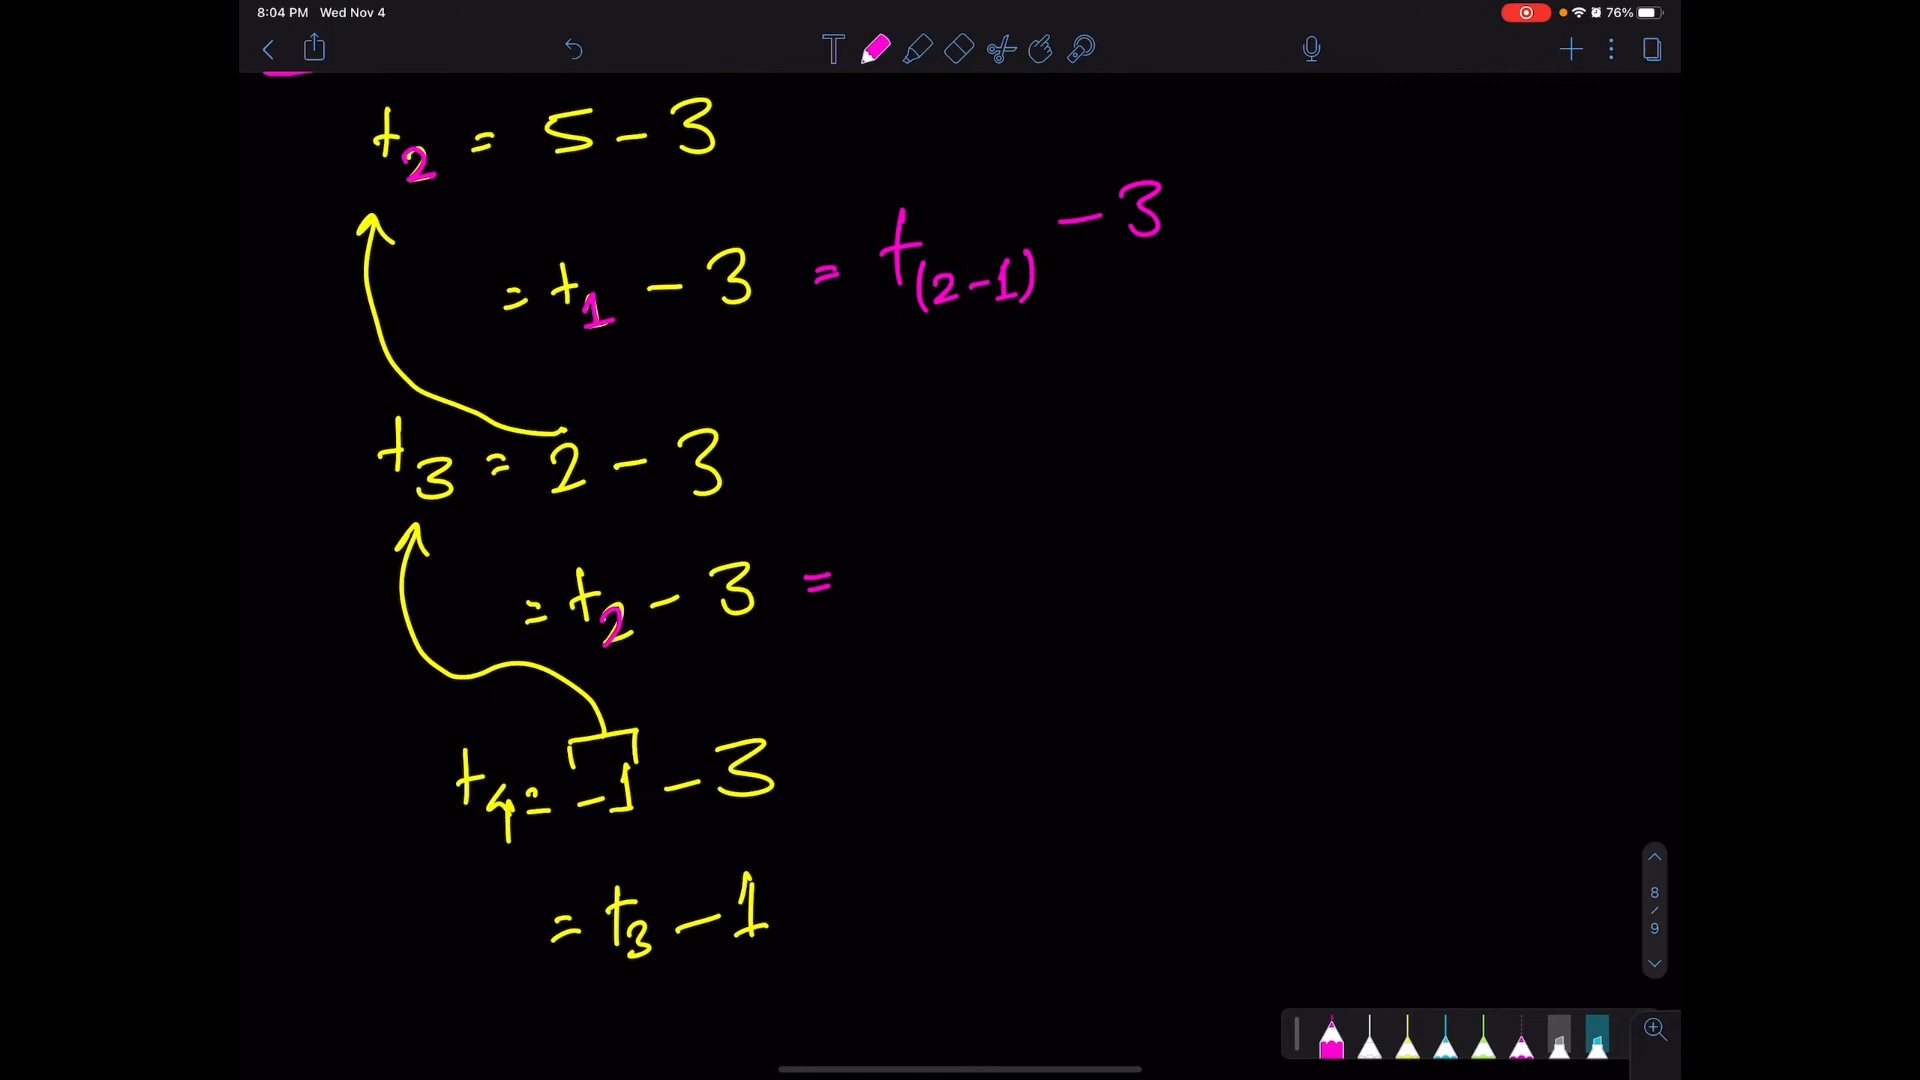 8:04 PM Wed Nov 4 76%
t₂ = 5 - 3
= t₁ - 3 = t₍₂₋₁₎ - 3
t₃ = 2 - 3
= t₂ - 3 =
t₄ = -1 - 3
= t₃ - 1
8
/
9